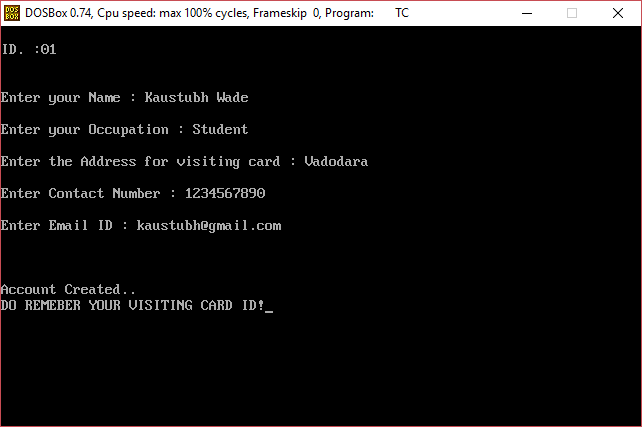 DOS BOX
DOSBox 0.74, Cpu speed: max 100% cycles, Frameskip 0, Program: TC
ID. :01
Enter your Name : Kaustubh Wade
Enter your Occupation : Student
Enter the Address for visiting card : Vadodara
Enter Contact Number : 1234567890
Enter Email ID : kaustubh@gmail.com
Account Created..
DO REMEBER YOUR VISITING CARD ID!_